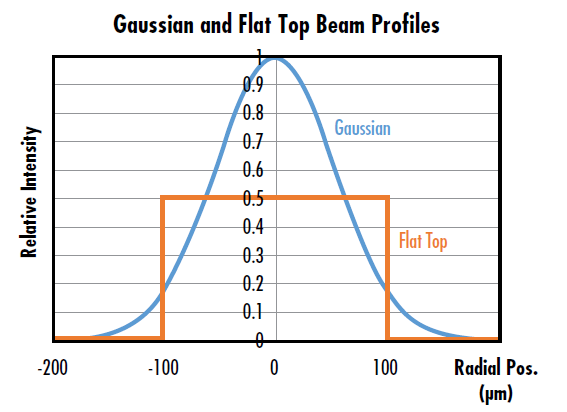 Gaussian and Flat Top Beam Profiles
Relative Intensity
1
0.9
0.8
0.7
0.6
0.5
0.4
0.3
0.2
0.1
0
Gaussian
Flat Top
-200 -100 0 100 Radial Pos.
(µm)